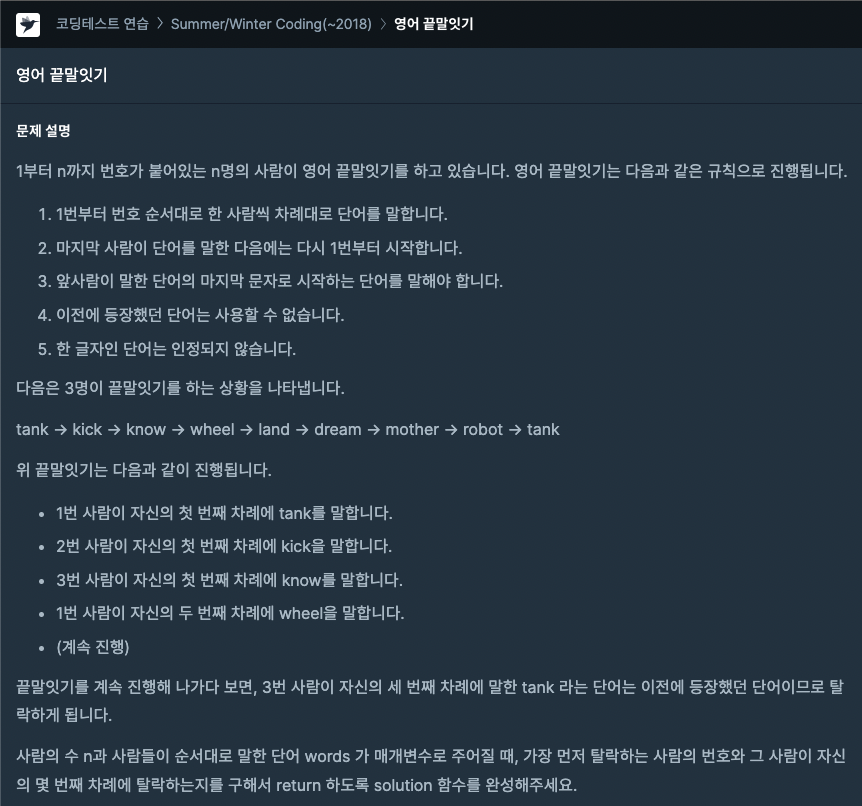 코딩테스트 연습 > Summer/Winter Coding(~2018) > 영어 끝말잇기
영어 끝말잇기
문제 설명
1부터 n까지 번호가 붙어있는 n명의 사람이 영어 끝말잇기를 하고 있습니다. 영어 끝말잇기는 다음과 같은 규칙으로 진행됩니다.
1. 1번부터 번호 순서대로 한 사람씩 차례대로 단어를 말합니다.
2. 마지막 사람이 단어를 말한 다음에는 다시 1번부터 시작합니다.
3. 앞사람이 말한 단어의 마지막 문자로 시작하는 단어를 말해야 합니다.
4. 이전에 등장했던 단어는 사용할 수 없습니다.
5. 한 글자인 단어는 인정되지 않습니다.
다음은 3명이 끝말잇기를 하는 상황을 나타냅니다.
tank → kick → know → wheel → land → dream → mother → robot → tank
위 끝말잇기는 다음과 같이 진행됩니다.
• 1번 사람이 자신의 첫 번째 차례에 tank를 말합니다.
• 2번 사람이 자신의 첫 번째 차례에 kick을 말합니다.
• 3번 사람이 자신의 첫 번째 차례에 know를 말합니다.
• 1번 사람이 자신의 두 번째 차례에 wheel을 말합니다.
• (계속 진행)
끝말잇기를 계속 진행해 나가다 보면, 3번 사람이 자신의 세 번째 차례에 말한 tank 라는 단어는 이전에 등장했던 단어이므로 탈
락하게 됩니다.
사람의 수 n과 사람들이 순서대로 말한 단어 words 가 매개변수로 주어질 때, 가장 먼저 탈락하는 사람의 번호와 그 사람이 자신
의 몇 번째 차례에 탈락하는지를 구해서 return 하도록 solution 함수를 완성해주세요.